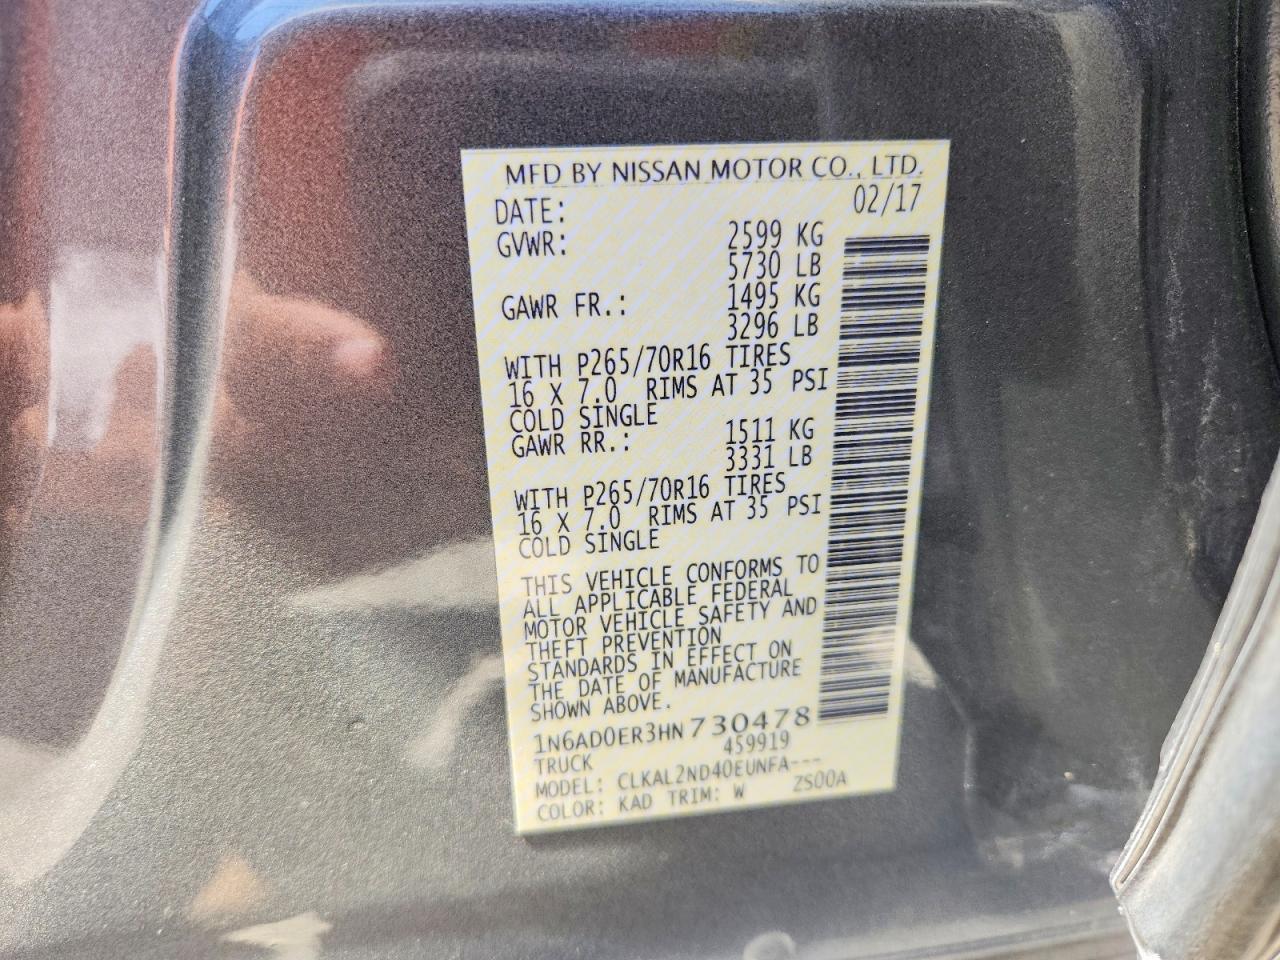 MFD BY NISSAN MOTOR CO., LTD.
DATE: 02/17
GVWR: 2599 KG
5730 LB
GAWR FR.: 1495 KG
3296 LB
WITH P265/70R16 TIRES
16 X 7.0 RIMS AT 35 PSI
COLD SINGLE
GAWR RR.: 1511 KG
3331 LB
WITH P265/70R16 TIRES
16 X 7.0 RIMS AT 35 PSI
COLD SINGLE
THIS VEHICLE CONFORMS TO
ALL APPLICABLE FEDERAL
MOTOR VEHICLE SAFETY AND
THEFT PREVENTION
STANDARDS IN EFFECT ON
THE DATE OF MANUFACTURE
SHOWN ABOVE.
1N6AD0ER3HN730478
TRUCK 459919
MODEL: CLKAL2ND40EUNFA---
COLOR: KAD TRIM: W ZS00A